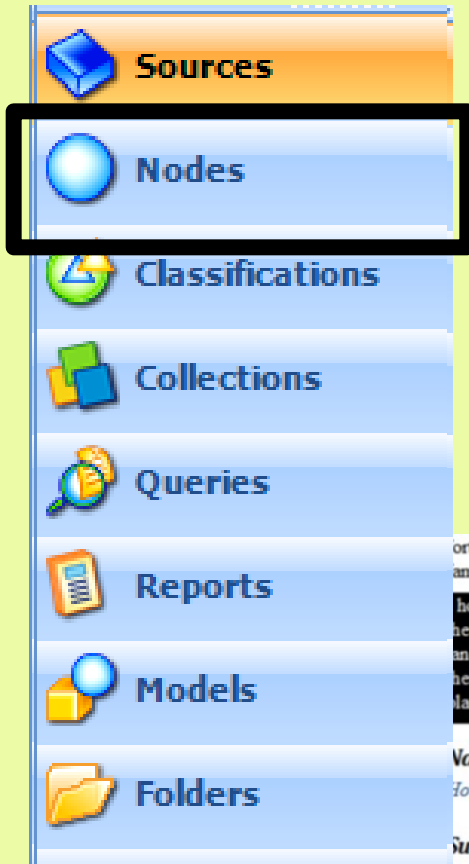 Sources
Nodes
Classifications
Collections
Queries
Reports
Models
Folders